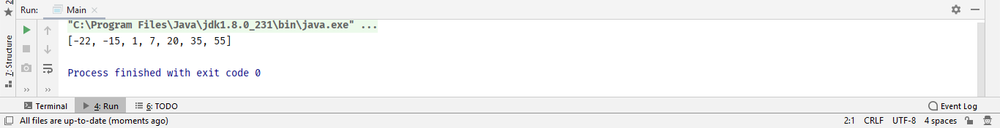 Run: Main
"C:\Program Files\Java\jdk1.8.0_231\bin\java.exe" ...
[-22, -15, 1, 7, 20, 35, 55]
Process finished with exit code 0
7: Structure
>> >>
Terminal 4: Run 6: TODO Event Log
All files are up-to-date (moments ago) 2:1 CRLF UTF-8 4 spaces